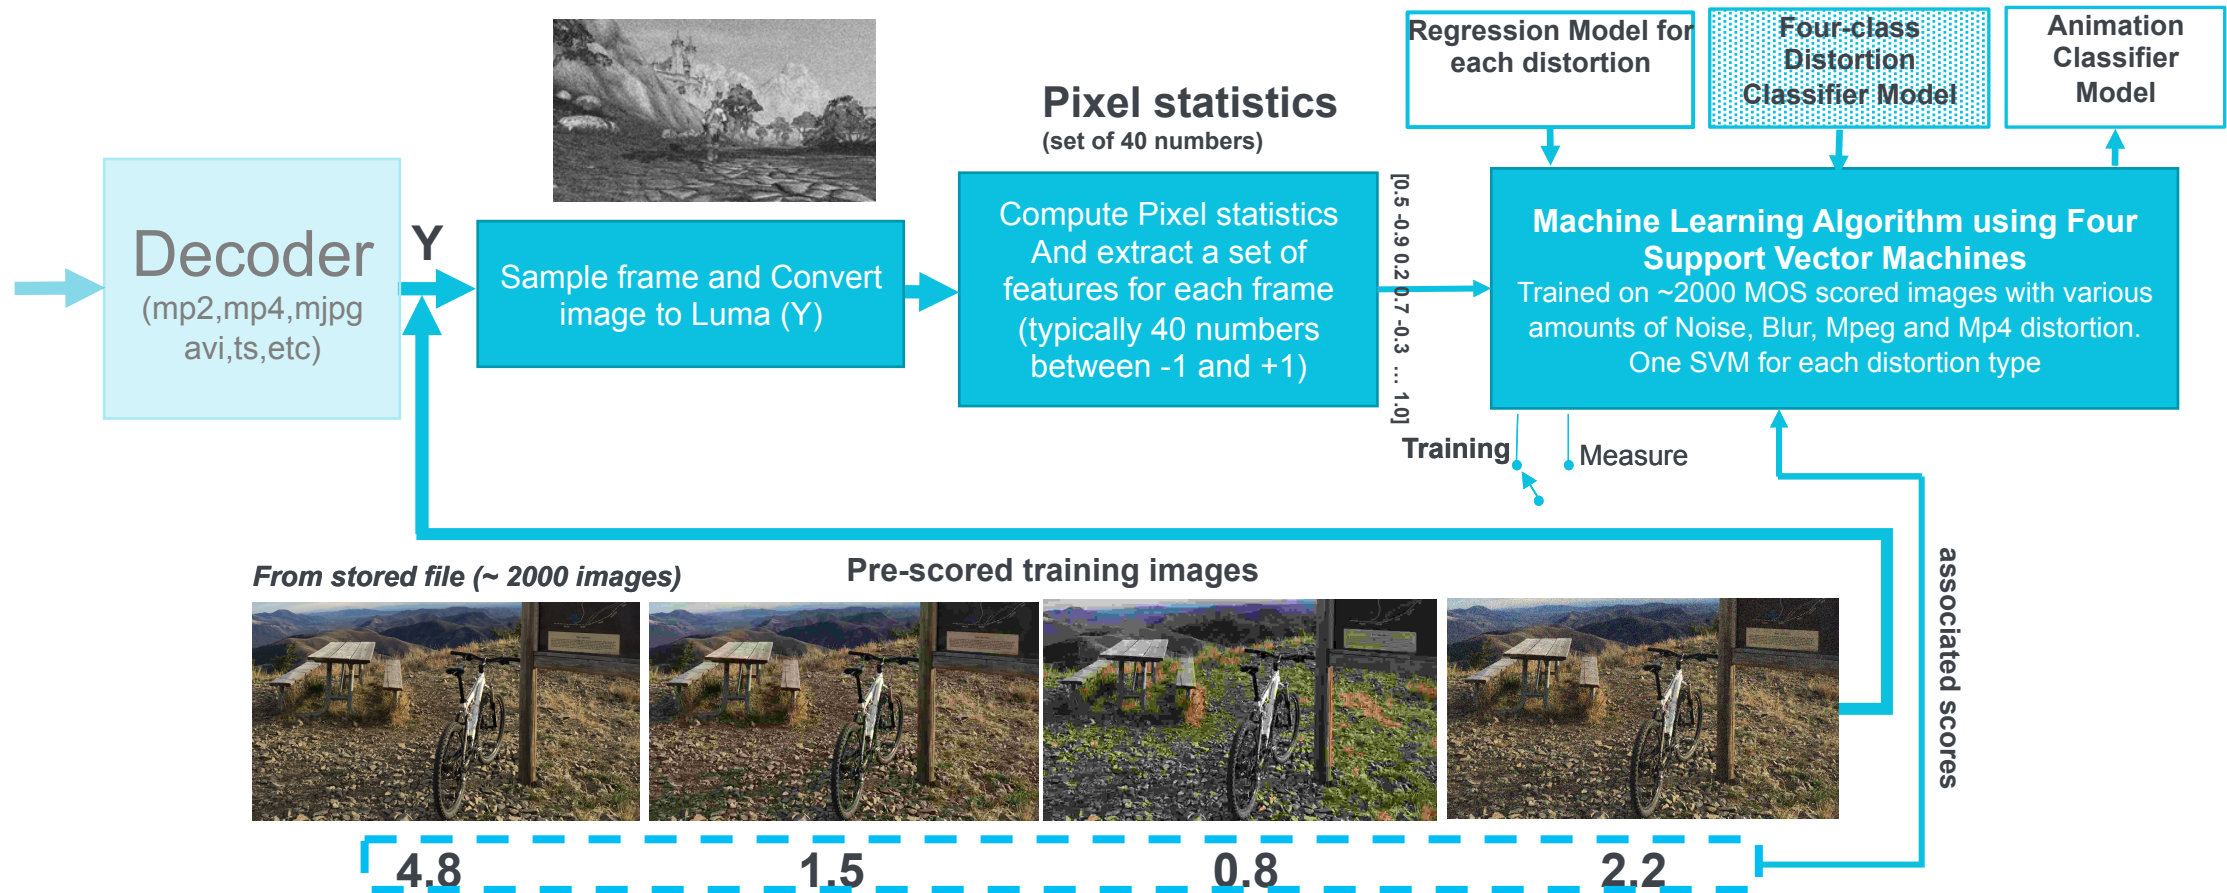 Regression Model for
each distortion
Four-class
Distortion
Classifier Model
Animation
Classifier
Model
Pixel statistics
(set of 40 numbers)
Decoder
(mp2,mp4,mjpg
avi,ts,etc)
Y
Sample frame and Convert
image to Luma (Y)
Compute Pixel statistics
And extract a set of
features for each frame
(typically 40 numbers
between -1 and +1)
[0.5 -0.9 0.2 0.7 -0.3 ... 1.0]
Machine Learning Algorithm using Four
Support Vector Machines
Trained on ~2000 MOS scored images with various
amounts of Noise, Blur, Mpeg and Mp4 distortion.
One SVM for each distortion type
Training
Measure
From stored file (~ 2000 images)
Pre-scored training images
associated scores
4.8
1.5
0.8
2.2